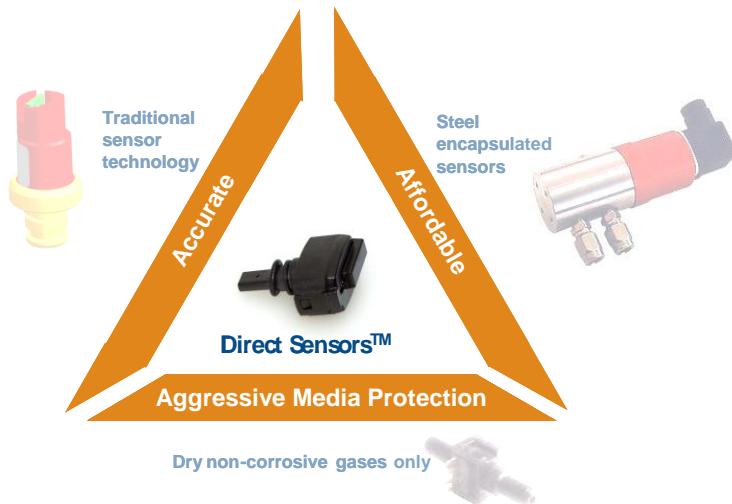 Traditional
sensor
technology
Steel
encapsulated
sensors
Accurate
Affordable
Direct Sensors™
Aggressive Media Protection
Dry non-corrosive gases only